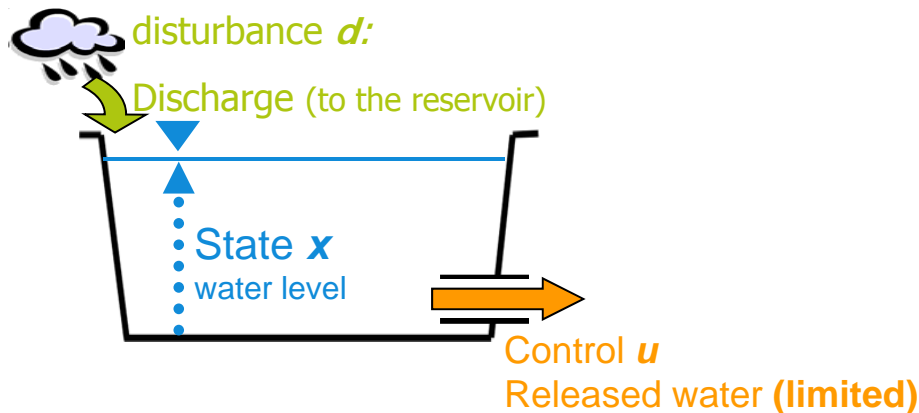 disturbance d:
Discharge (to the reservoir)
State x
water level
Control u
Released water (limited)